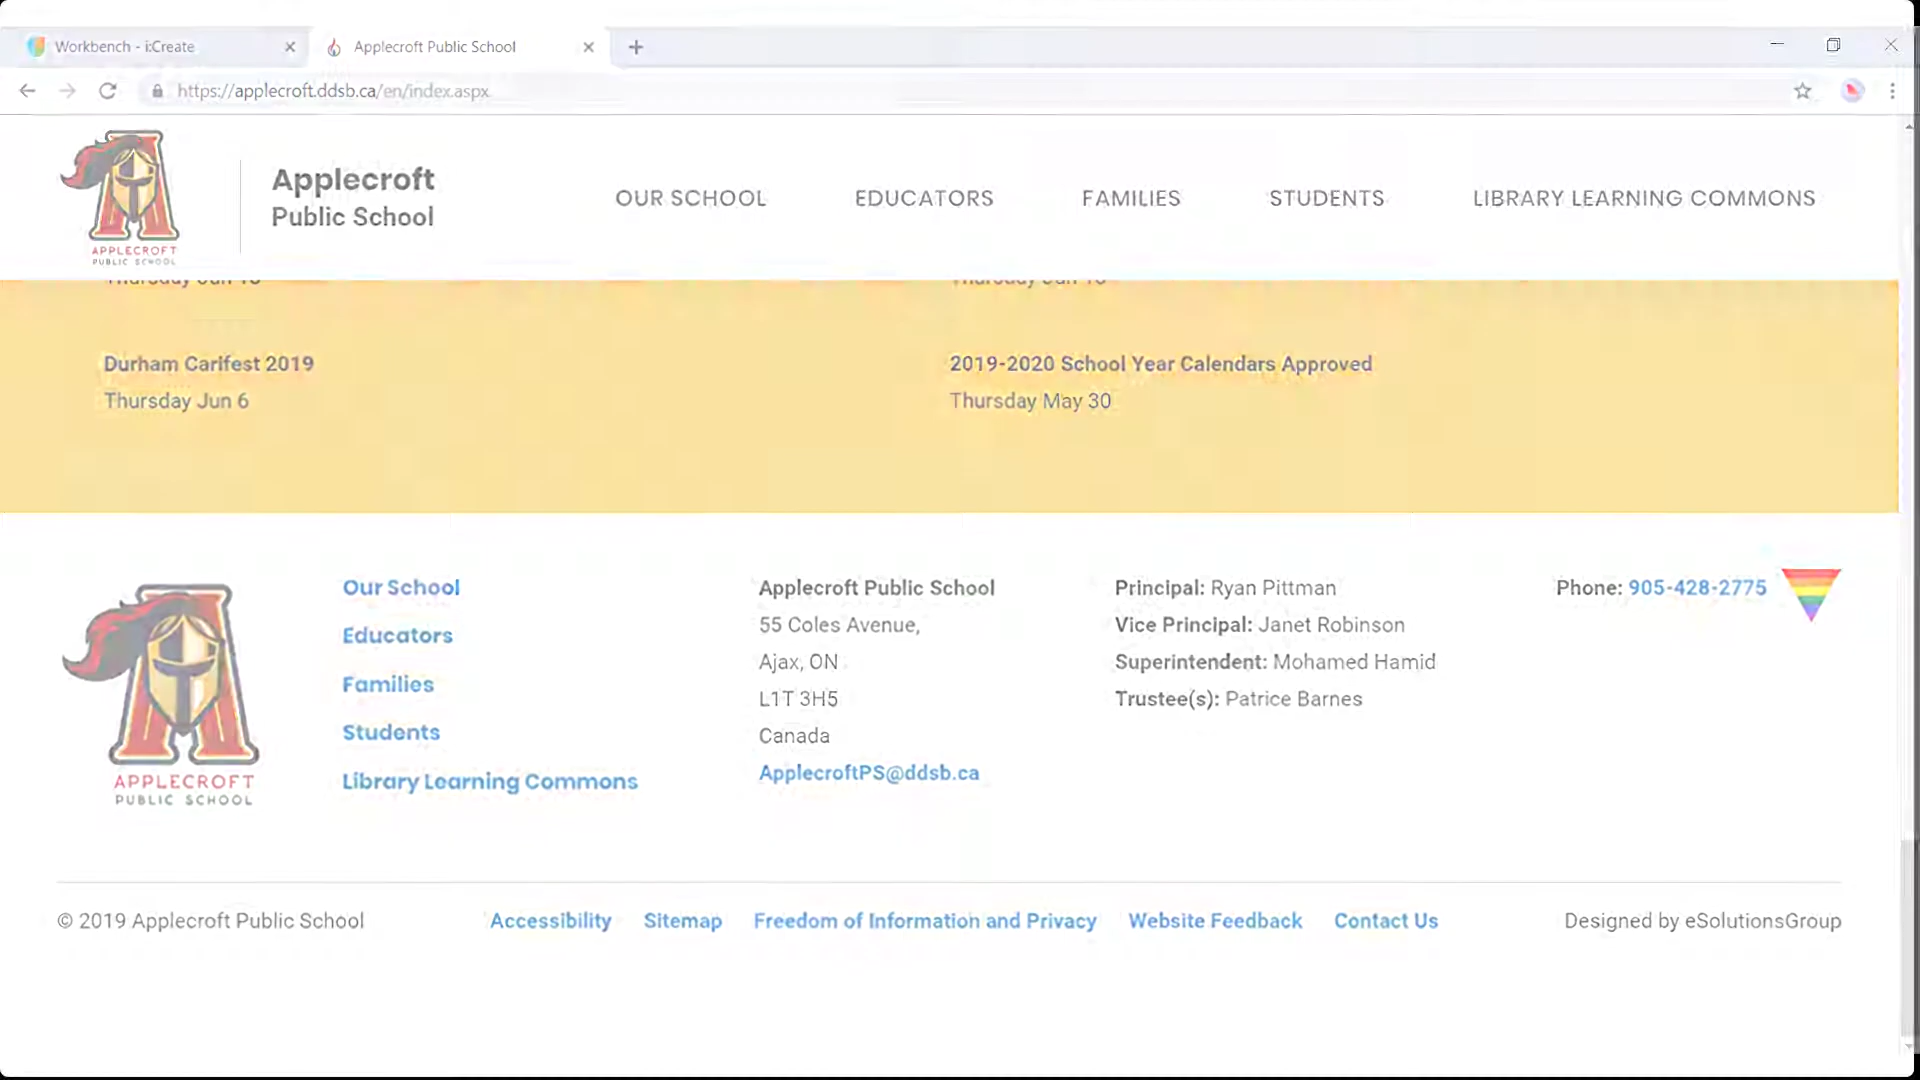 Workbench - i:Create
Applecroft Public School
https://applecroft.ddsb.ca/en/index.aspx
APPLECROFT
PUBLIC SCHOOL
Applecroft
Public School
OUR SCHOOL
EDUCATORS
FAMILIES
STUDENTS
LIBRARY LEARNING COMMONS
Durham Carifest 2019
Thursday Jun 6
2019-2020 School Year Calendars Approved
Thursday May 30
APPLECROFT
PUBLIC SCHOOL
Our School
Educators
Families
Students
Library Learning Commons
Applecroft Public School
55 Coles Avenue,
Ajax, ON
L1T 3H5
Canada
ApplecroftPS@ddsb.ca
Principal: Ryan Pittman
Vice Principal: Janet Robinson
Superintendent: Mohamed Hamid
Trustee(s): Patrice Barnes
Phone: 905-428-2775
© 2019 Applecroft Public School
Accessibility
Sitemap
Freedom of Information and Privacy
Website Feedback
Contact Us
Designed by eSolutionsGroup